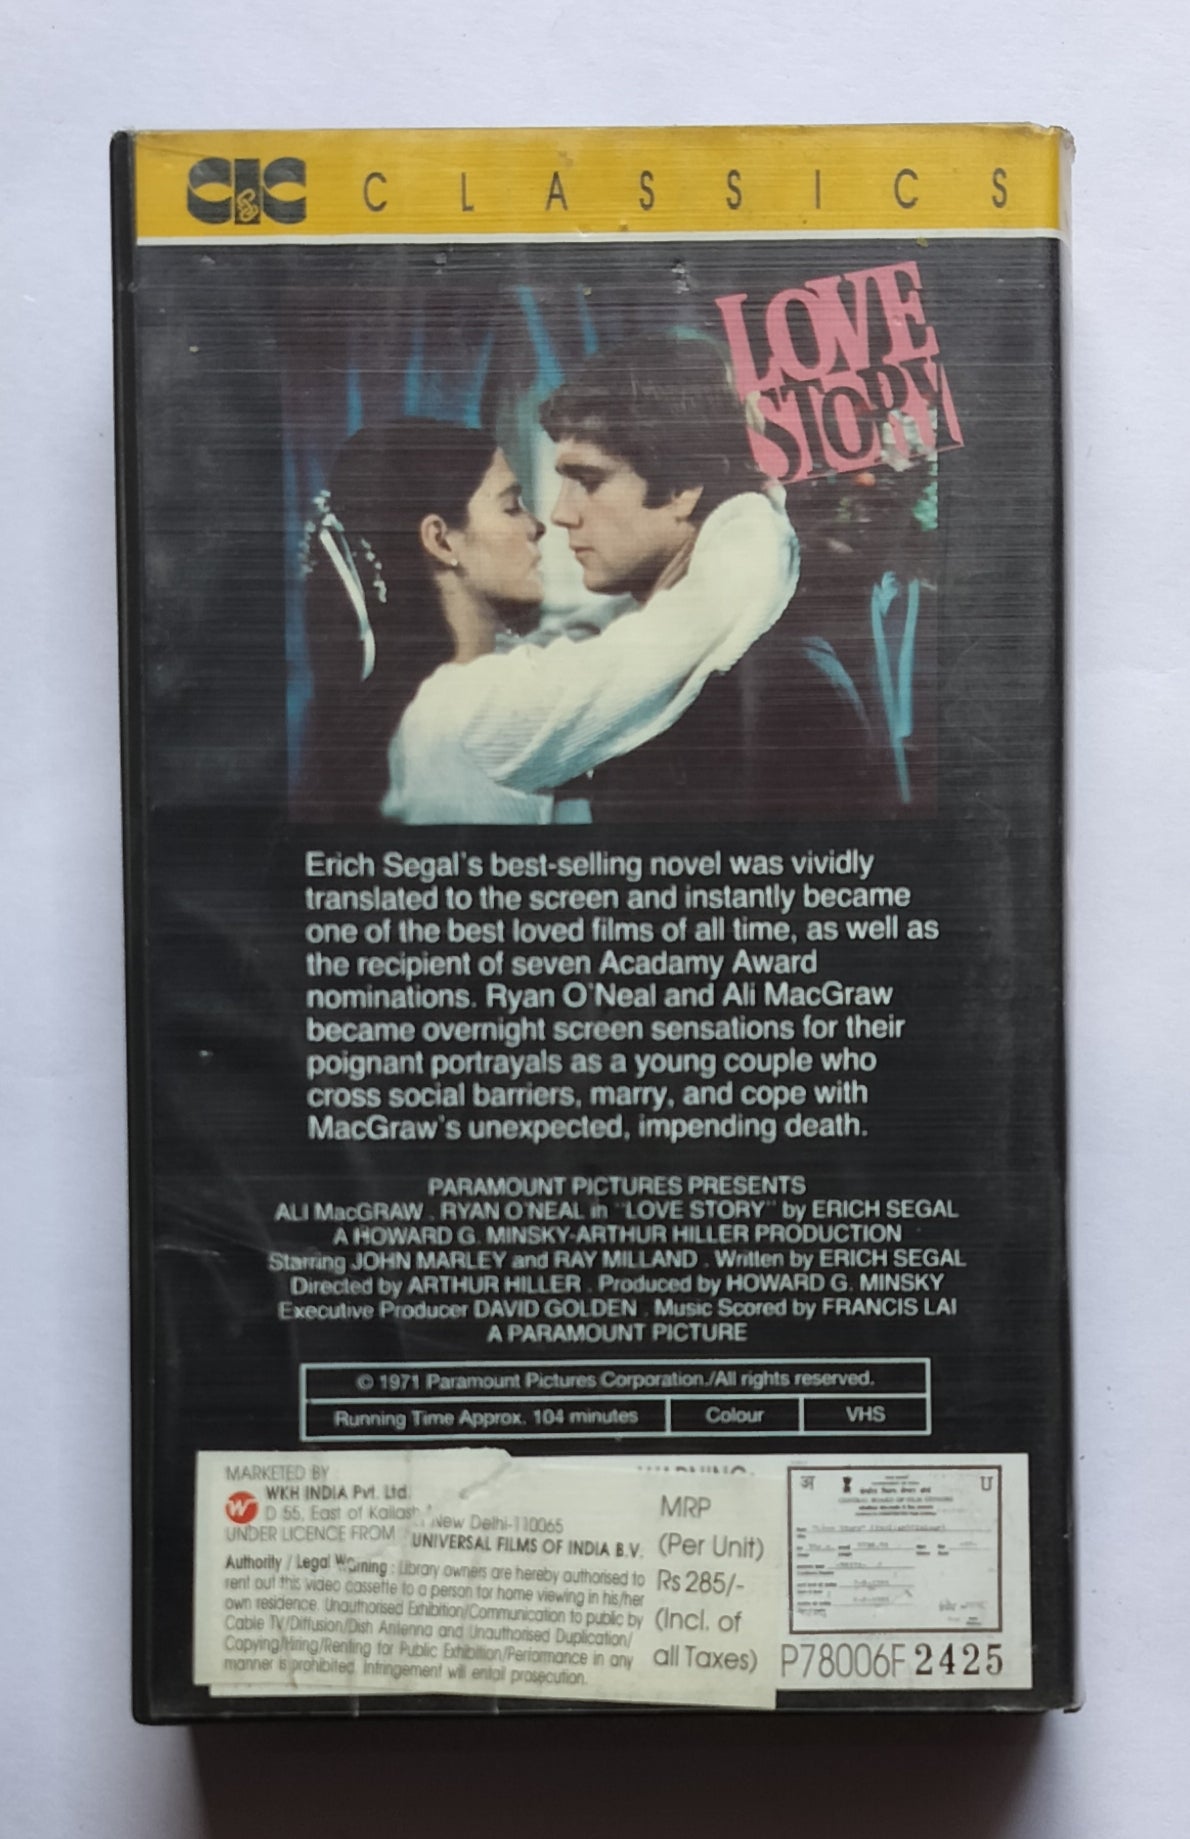 CIC CLASSICS
LOVE
STORY
Erich Segal's best-selling novel was vividly
translated to the screen and instantly became
one of the best loved films of all time, as well as
the recipient of seven Acadamy Award
nominations. Ryan O'Neal and Ali MacGraw
became overnight screen sensations for their
poignant portrayals as a young couple who
cross social barriers, marry, and cope with
MacGraw's unexpected, impending death.
PARAMOUNT PICTURES PRESENTS
ALI MacGRAW . RYAN O'NEAL in "LOVE STORY" by ERICH SEGAL
A HOWARD G. MINSKY-ARTHUR HILLER PRODUCTION
Starring JOHN MARLEY and RAY MILLAND . Written by ERICH SEGAL
Directed by ARTHUR HILLER . Produced by HOWARD G. MINSKY
Executive Producer DAVID GOLDEN . Music Scored by FRANCIS LAI
A PARAMOUNT PICTURE
© 1971 Paramount Pictures Corporation./All rights reserved.
Running Time Approx. 104 minutes Colour VHS
MARKETED BY :
WKH INDIA Pvt. Ltd.
D 55, East of Kailash New Delhi-110065
UNDER LICENCE FROM UNIVERSAL FILMS OF INDIA B.V.
Authority / Legal Warning : Library owners are hereby authorised to
rent out this video cassette to a person for home viewing in his/her
own residence. Unauthorised Exhibition/Communication to public by
Cable TV/Diffusion/Dish Antenna and Unauthorised Duplication/
Copying/Hiring/Renting for Public Exhibition/Performance in any
manner is prohibited. Infringement will entail prosecution.
MRP
(Per Unit)
Rs 285/-
(Incl. of
all Taxes)
अ U
CENTRAL BOARD OF FILM CERTIFICATION
P78006F 2425